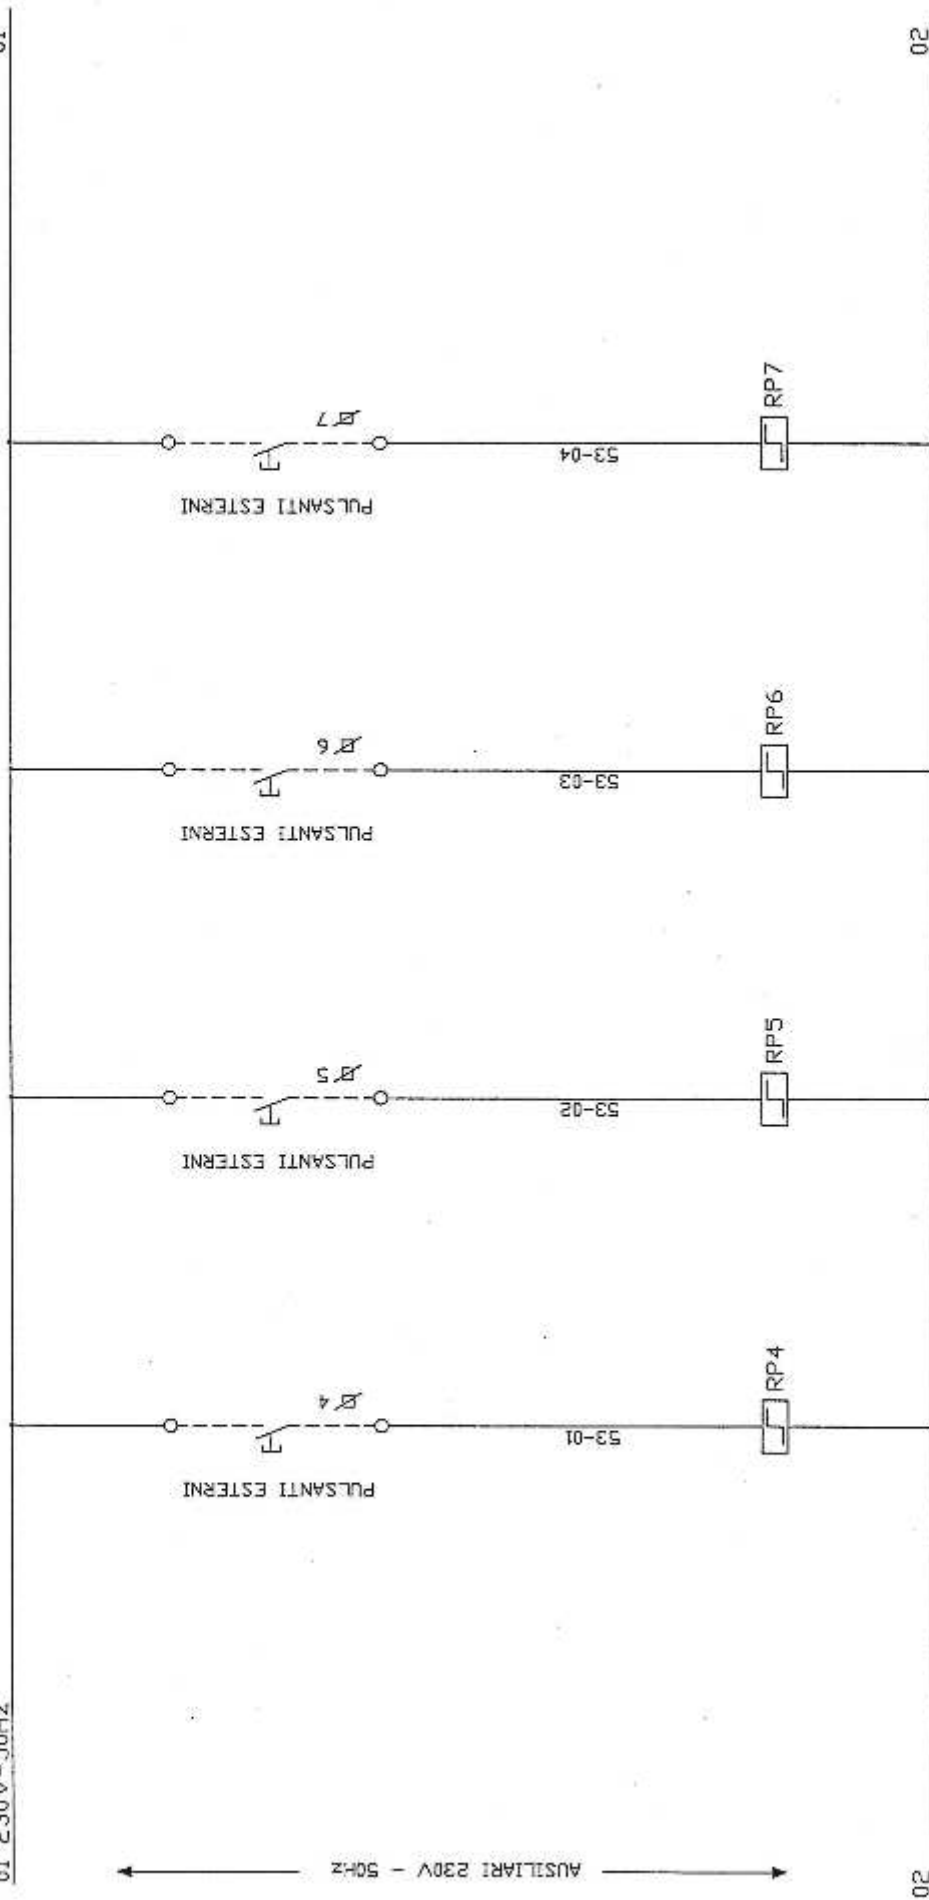 01 230V-50HZ
01
AUSILIARI 230V - 50Hz
PULSANTI ESTERNI
4
53-01
RP4
PULSANTI ESTERNI
5
53-02
RP5
PULSANTI ESTERNI
6
53-03
RP6
PULSANTI ESTERNI
7
53-04
RP7
02
02